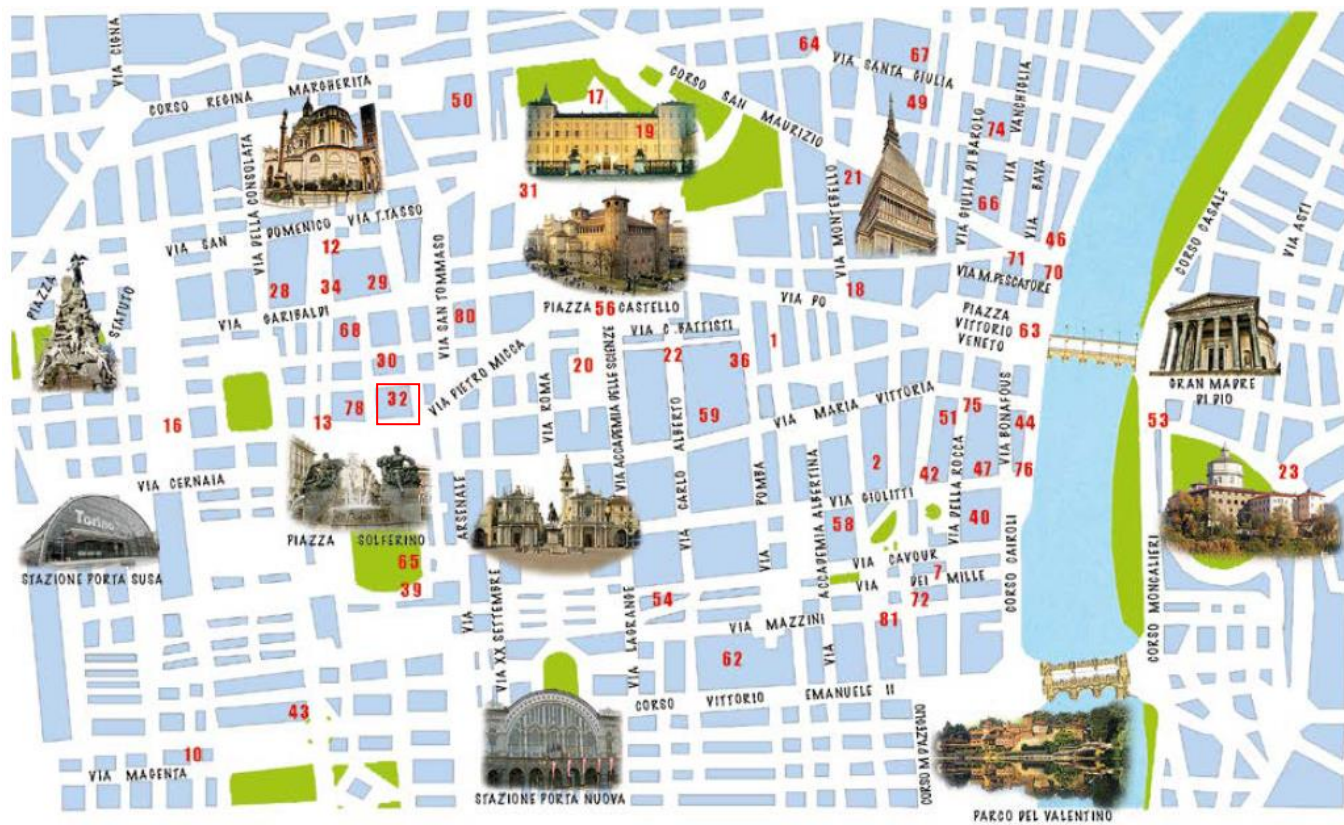 VIA CIGNA
CORSO REGINA MARGHERITA
50
17
19
CORSO SAN MAURIZIO
64
67
VIA SANTA GIULIA
49
74
VIA VANCHIGLIA
VIA GIULIA DI BAROLO
66
VIA BAVA
46
21
VIA MONTEBELLO
31
VIA DELLA CONSOLATA
VIA SAN DOMENICO
VIA T.TASSO
12
28
34
29
VIA GARIBALDI
68
30
VIA SAN TOMMASO
80
PIAZZA STATUTO
PIAZZA 56 CASTELLO
VIA C.BATTISTI
VIA PO
18
71
70
VIA M.PESCATORE
PIAZZA VITTORIO VENETO
63
CORSO CASALE
VIA ASTI
GRAN MADRE
DI DIO
VIA PIETRO MICCA
VIA ROMA
20
VIA ACCADEMIA DELLE SCIENZE
22
36
1
59
VIA CARLO ALBERTO
VIA MARIA VITTORIA
32
78
13
16
51
75
VIA BONAFOUS
44
53
23
VIA CERNAIA
Torino
STAZIONE PORTA SUSA
PIAZZA SOLFERINO
65
39
VIA ARSENALE
VIA XX SETTEMBRE
VIA LAGRANGE
54
VIA POMBA
VIA ACCADEMIA ALBERTINA
2
42
47
76
VIA GIOLITTI
58
VIA DELLA ROCCA
40
VIA CAVOUR
7
VIA DEI MILLE
72
81
VIA MAZZINI
62
CORSO CAIROLI
CORSO MONCALIERI
CORSO VITTORIO EMANUELE II
43
10
VIA MAGENTA
STAZIONE PORTA NUOVA
CORSO M.D'AZEGLIO
PARCO DEL VALENTINO